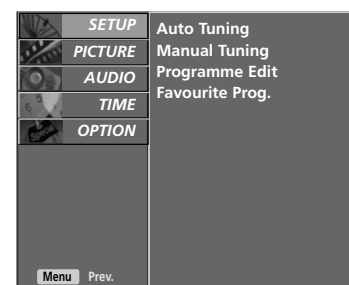 SETUP
PICTURE
AUDIO
TIME
OPTION
Auto Tuning
Manual Tuning
Programme Edit
Favourite Prog.
Menu Prev.